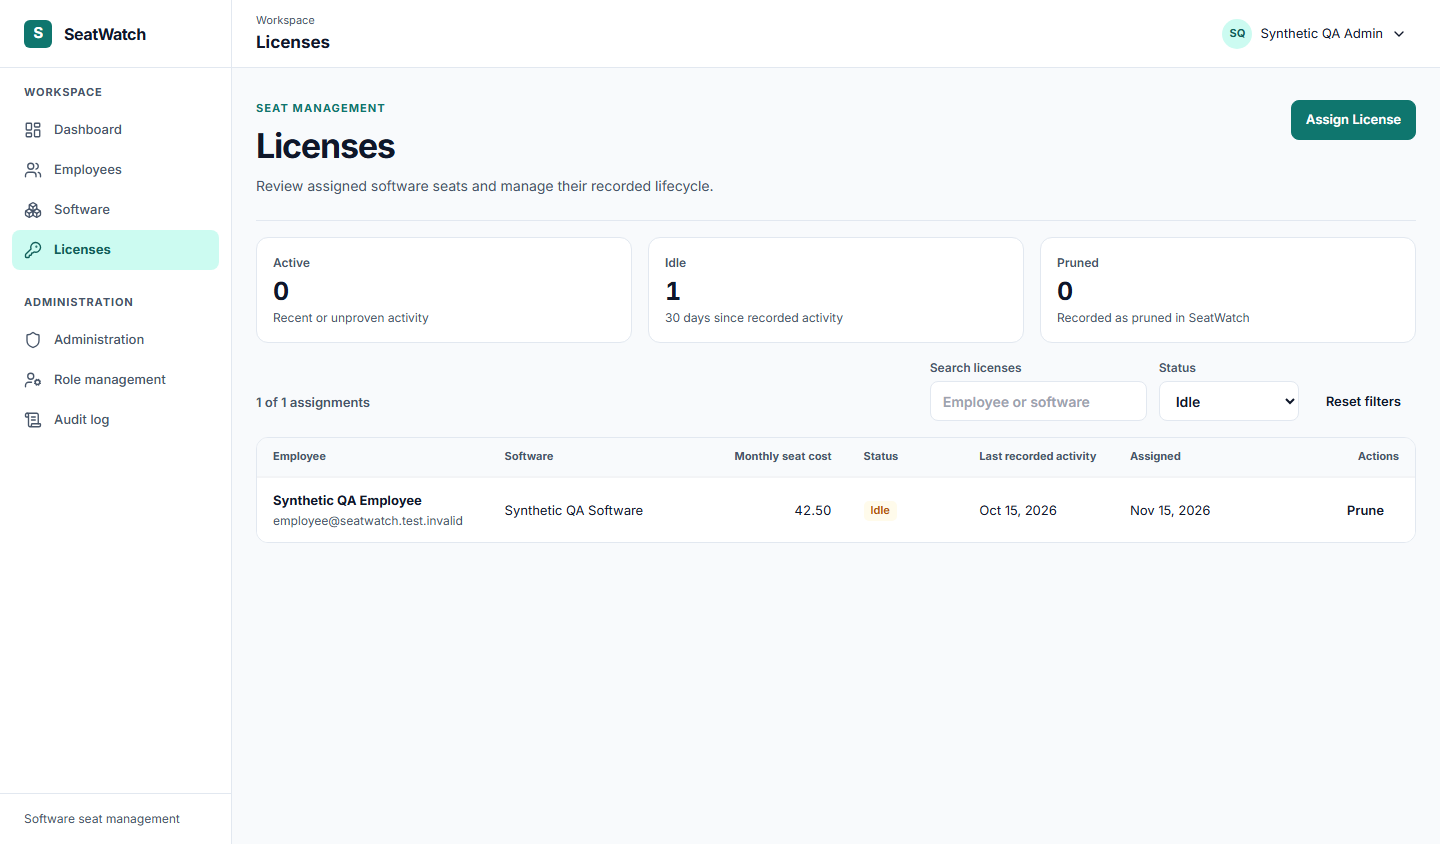 S SeatWatch
WORKSPACE
Dashboard
Employees
Software
Licenses
ADMINISTRATION
Administration
Role management
Audit log
Software seat management
Workspace
Licenses
SQ Synthetic QA Admin
SEAT MANAGEMENT
Licenses
Review assigned software seats and manage their recorded lifecycle.
Assign License
Active
0
Recent or unproven activity
Idle
1
30 days since recorded activity
Pruned
0
Recorded as pruned in SeatWatch
1 of 1 assignments
Search licenses
Employee or software
Status
Idle
Reset filters
Employee Software Monthly seat cost Status Last recorded activity Assigned Actions
Synthetic QA Employee
employee@seatwatch.test.invalid
Synthetic QA Software 42.50 Idle Oct 15, 2026 Nov 15, 2026 Prune